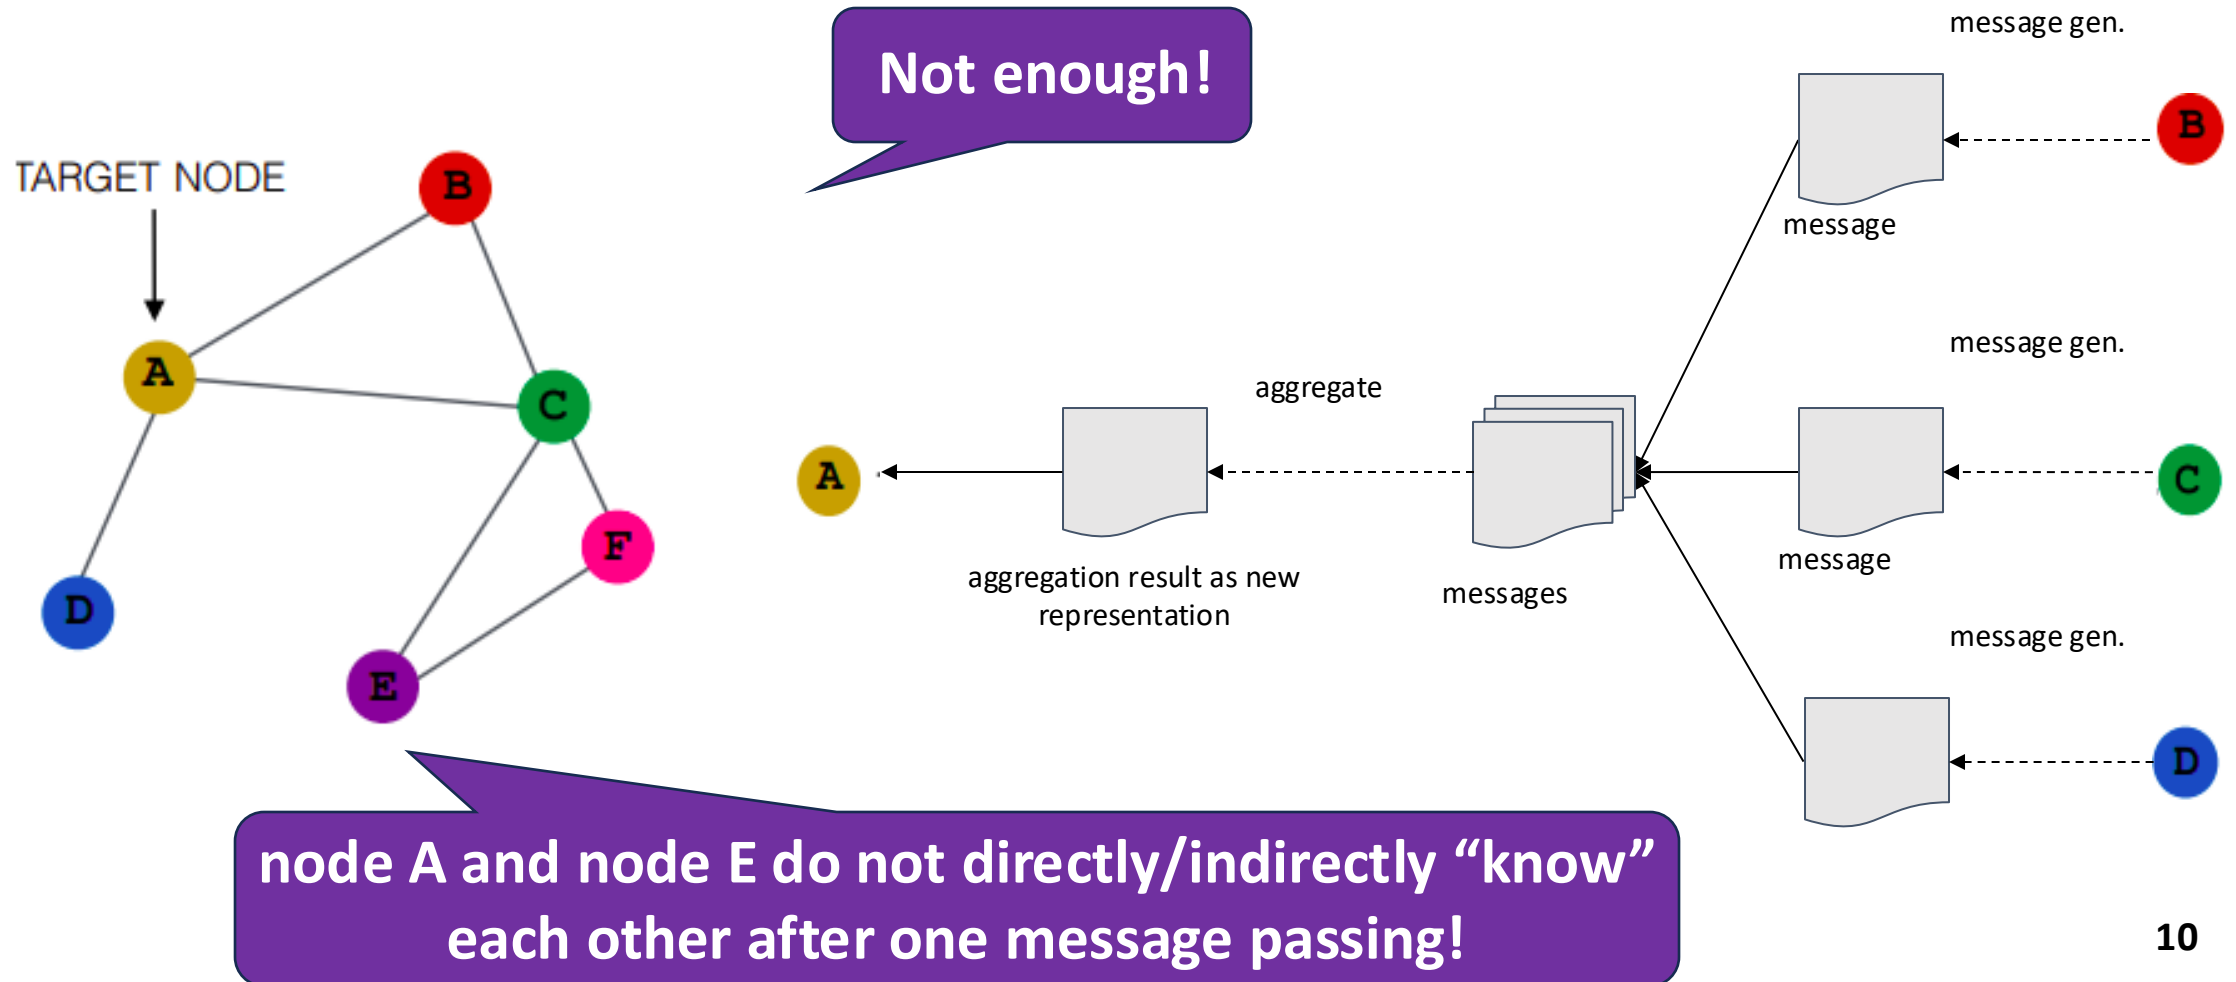 Not enough!
TARGET NODE
B
A
C
F
D
E
message gen.
B
message
message gen.
C
message
message gen.
D
messages
aggregate
aggregation result as new
representation
A
node A and node E do not directly/indirectly “know”
each other after one message passing!
10